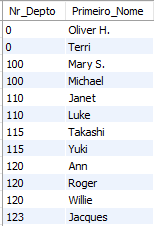 Nr_Depto Primeiro_Nome
0 Oliver H.
0 Terri
100 Mary S.
100 Michael
110 Janet
110 Luke
115 Takashi
115 Yuki
120 Ann
120 Roger
120 Willie
123 Jacques